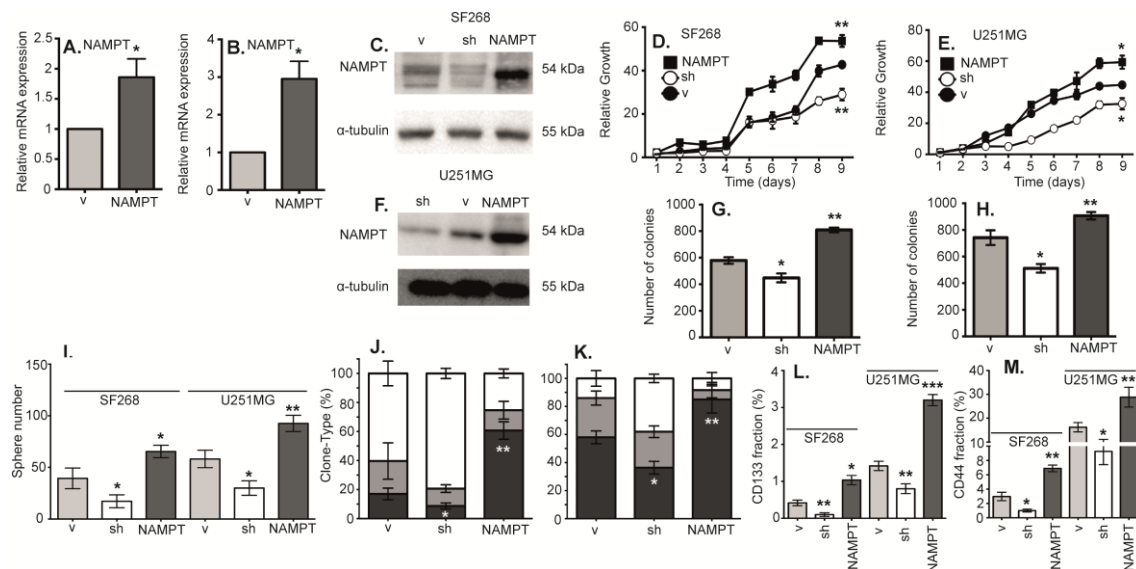 A.
NAMPT
*
Relative mRNA expression
2.5
2
1.5
1
0.5
0
v
NAMPT
B.
NAMPT
*
Relative mRNA expression
4
3
2
1
0
v
NAMPT
SF268
C.
v sh NAMPT
NAMPT
54 kDa
α-tubulin
55 kDa
U251MG
F.
sh v NAMPT
NAMPT
54 kDa
α-tubulin
55 kDa
D.
SF268
NAMPT
sh
v
**
**
Relative Growth
60
40
20
0
1 2 3 4 5 6 7 8 9
Time (days)
E.
U251MG
NAMPT
sh
v
*
*
Relative Growth
80
60
40
20
0
1 2 3 4 5 6 7 8 9
Time (days)
G.
**
*
Number of colonies
1000
800
600
400
200
0
v sh NAMPT
H.
**
*
Number of colonies
1000
800
600
400
200
0
v sh NAMPT
I.
Sphere number
150
100
50
0
SF268
U251MG
* * * **
v sh NAMPT v sh NAMPT
J.
Clone-Type (%)
100
80
60
40
20
0
* **
v sh NAMPT
K.
100
80
60
40
20
0
* **
v sh NAMPT
L.
U251MG
SF268
CD133 fraction (%)
4
3
2
1
0
** * ** ***
v sh NAMPT v sh NAMPT
M.
U251MG
SF268
CD44 fraction (%)
40
30
20
10
8
6
4
2
0
* ** * **
v sh NAMPT v sh NAMPT